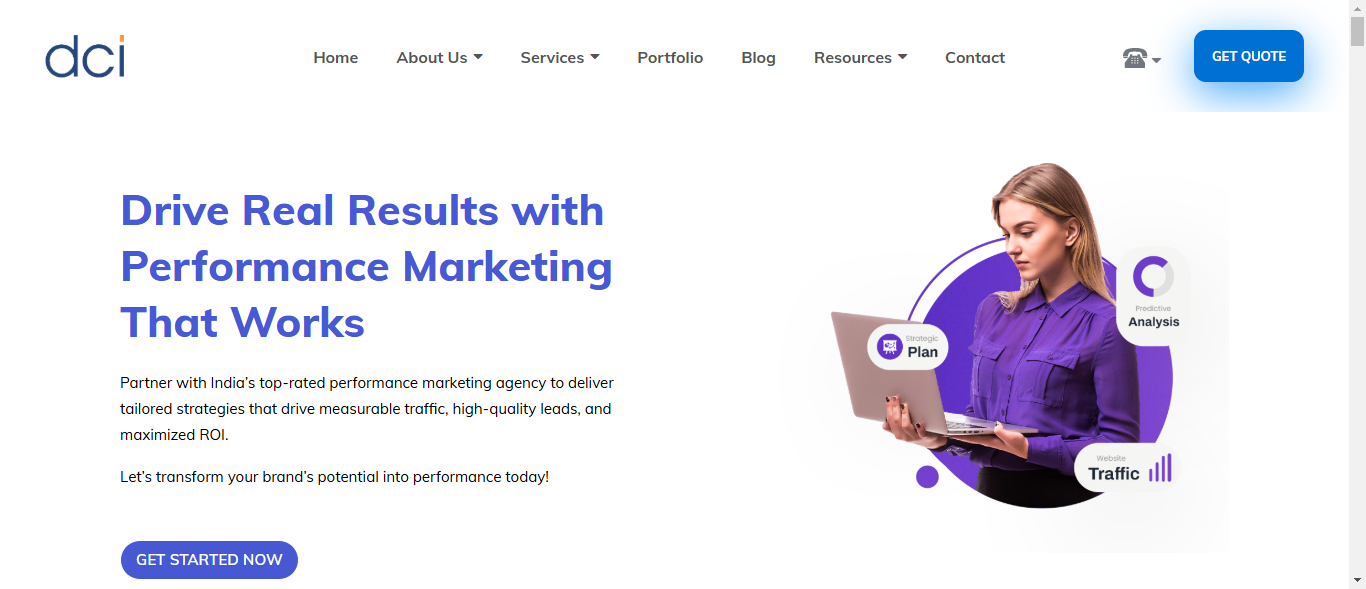 dci
Home
About Us
Services
Portfolio
Blog
Resources
Contact
GET QUOTE
Drive Real Results with
Performance Marketing
That Works
Partner with India’s top-rated performance marketing agency to deliver
tailored strategies that drive measurable traffic, high-quality leads, and
maximized ROI.
Let’s transform your brand’s potential into performance today!
GET STARTED NOW
Predictive
Analysis
Strategic
Plan
Website
Traffic